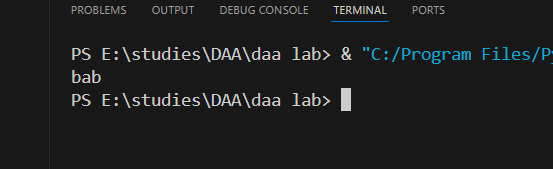 PROBLEMS OUTPUT DEBUG CONSOLE TERMINAL PORTS
PS E:\studies\DAA\daa lab> & "C:/Program Files/Py
bab
PS E:\studies\DAA\daa lab>